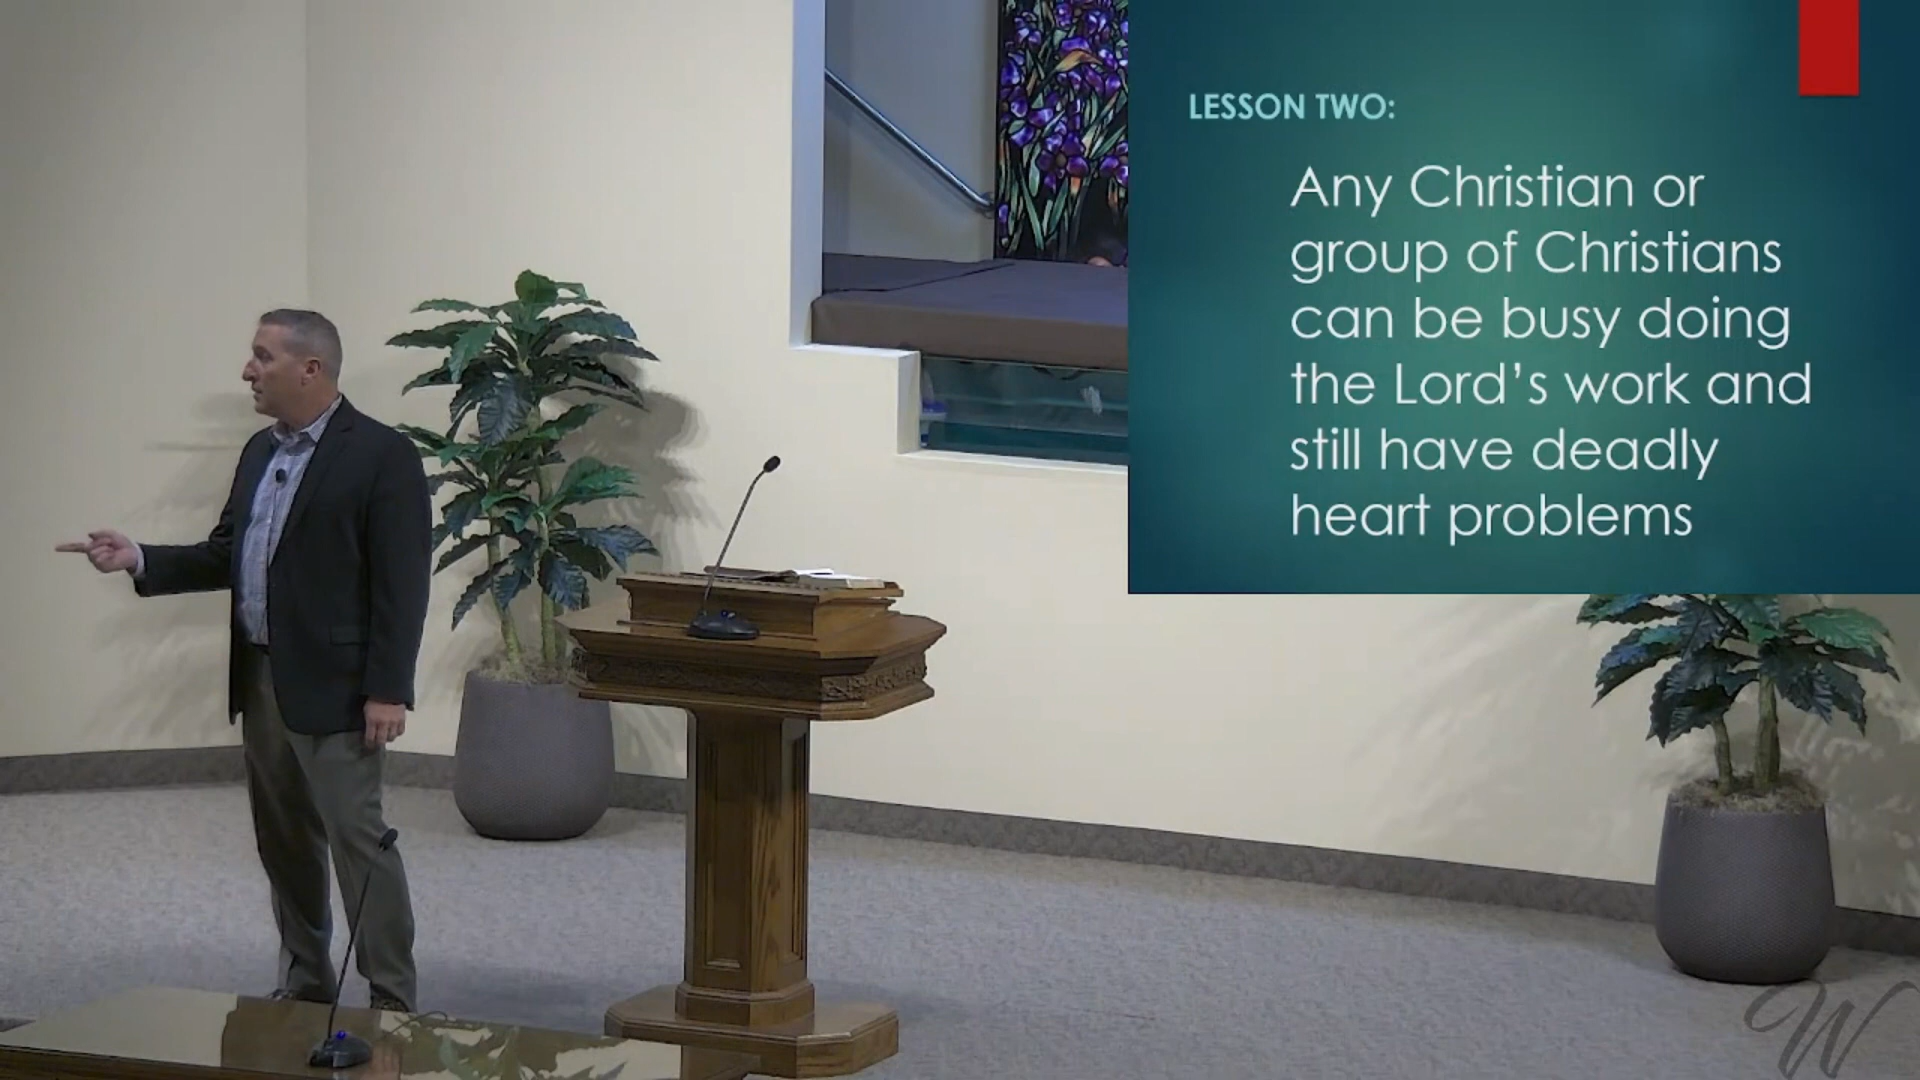 LESSON TWO:
Any Christian or
group of Christians
can be busy doing
the Lord's work and
still have deadly
heart problems
W